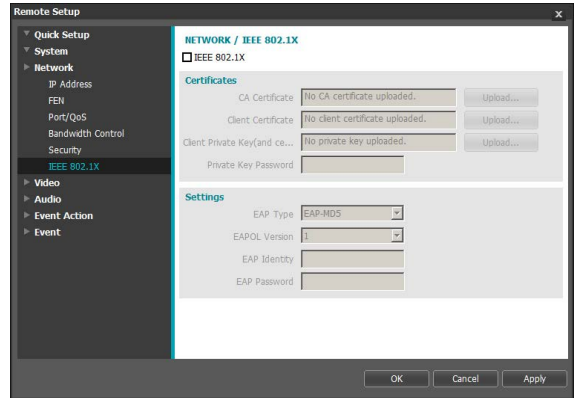 Remote Setup
x
Quick Setup
System
Network
IP Address
FEN
Port/QoS
Bandwidth Control
Security
IEEE 802.1X
Video
Audio
Event Action
Event
NETWORK / IEEE 802.1X
IEEE 802.1X
Certificates
CA Certificate No CA certificate uploaded. Upload...
Client Certificate No client certificate uploaded. Upload...
Client Private Key(and ce... No private key uploaded. Upload...
Private Key Password
Settings
EAP Type EAP-MD5
EAPOL Version 1
EAP Identity
EAP Password
OK Cancel Apply